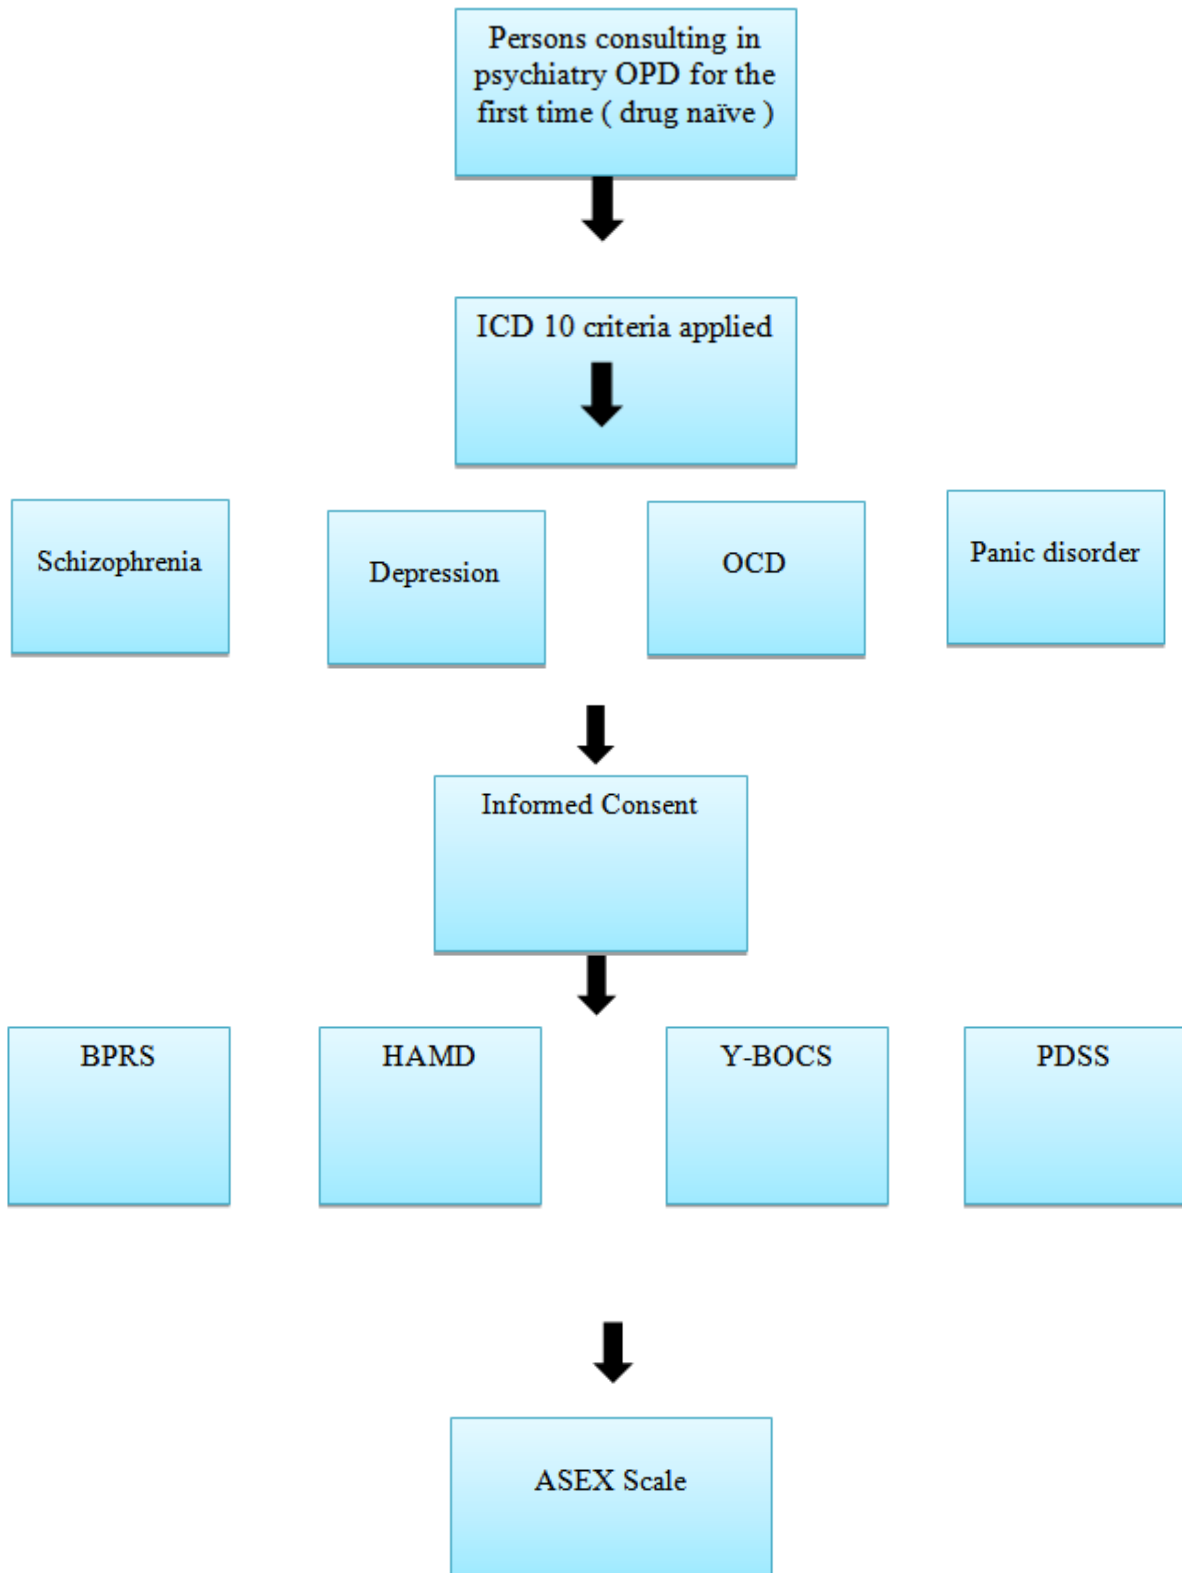 Persons consulting in
psychiatry OPD for the
first time ( drug naïve )
ICD 10 criteria applied
Schizophrenia
Depression
OCD
Panic disorder
Informed Consent
BPRS
HAMD
Y-BOCS
PDSS
ASEX Scale